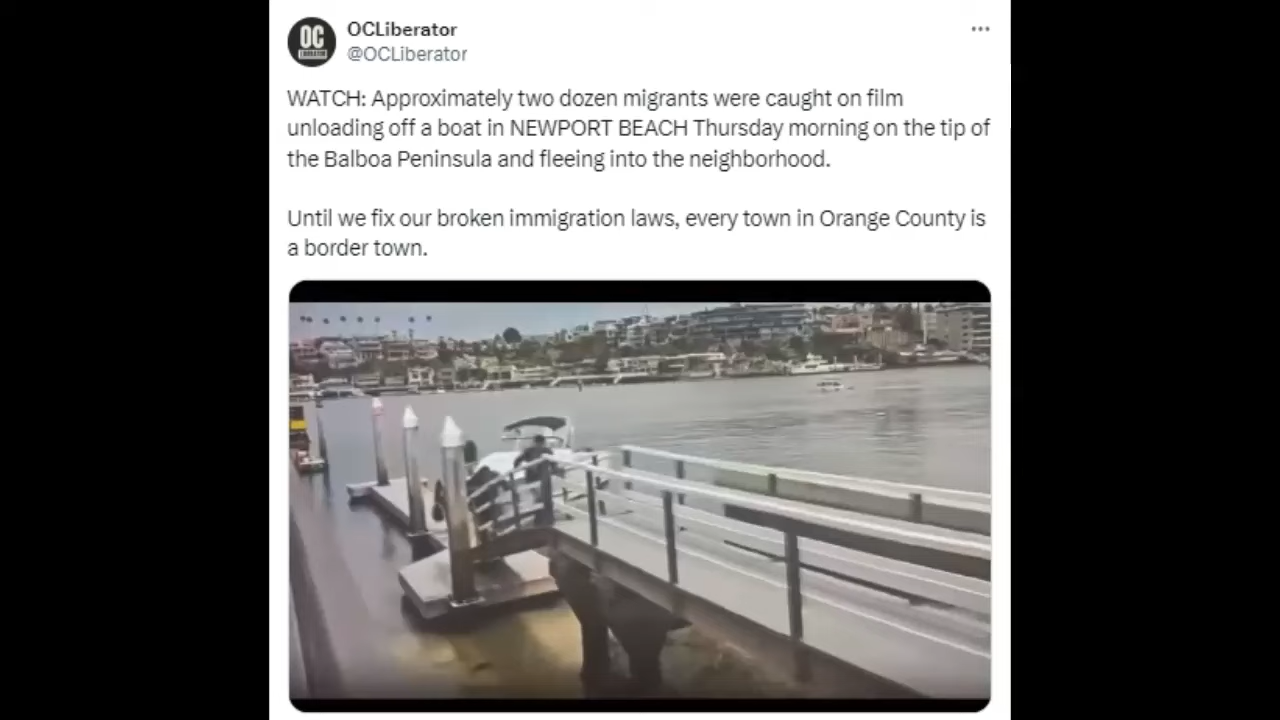 OC
OCLiberator
@OCLiberator
WATCH: Approximately two dozen migrants were caught on film
unloading off a boat in NEWPORT BEACH Thursday morning on the tip of
the Balboa Peninsula and fleeing into the neighborhood.
Until we fix our broken immigration laws, every town in Orange County is
a border town.